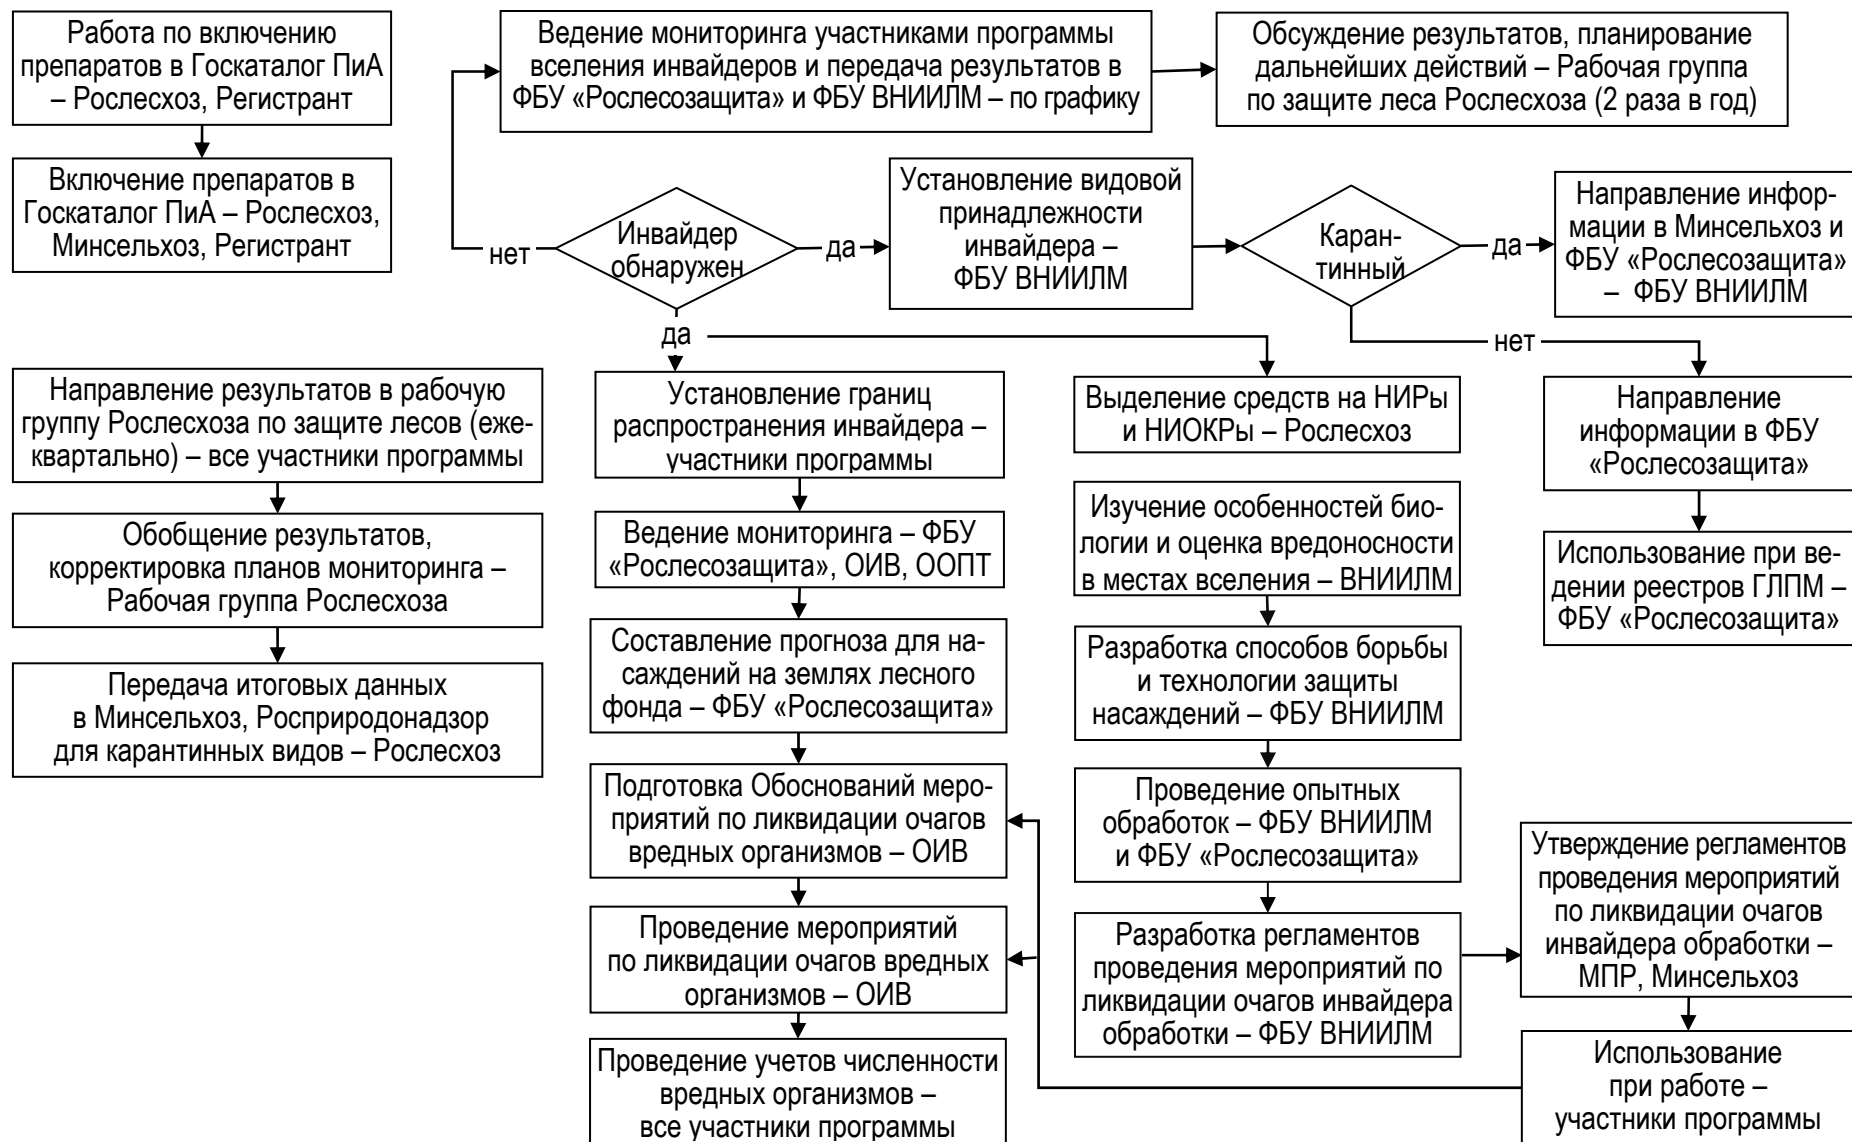 Работа по включению
препаратов в Госкаталог ПиА
– Рослесхоз, Регистрант
Ведение мониторинга участниками программы
вселения инвайдеров и передача результатов в
ФБУ «Рослесозащита» и ФБУ ВНИИЛМ – по графику
Обсуждение результатов, планирование
дальнейших действий – Рабочая группа
по защите леса Рослесхоза (2 раза в год)
Включение препаратов в
Госкаталог ПиА – Рослесхоз,
Минсельхоз, Регистрант
нет
Инвайдер
обнаружен
да
Установление видовой
принадлежности
инвайдера –
ФБУ ВНИИЛМ
Каран-
тинный
да
Направление инфор-
мации в Минсельхоз и
ФБУ «Рослесозащита»
– ФБУ ВНИИЛМ
да
нет
Направление результатов в рабочую
группу Рослесхоза по защите лесов (еже-
квартально) – все участники программы
Установление границ
распространения инвайдера –
участники программы
Выделение средств на НИРы
и НИОКРы – Рослесхоз
Направление
информации в ФБУ
«Рослесозащита»
Обобщение результатов,
корректировка планов мониторинга –
Рабочая группа Рослесхоза
Ведение мониторинга – ФБУ
«Рослесозащита», ОИВ, ООПТ
Изучение особенностей био-
логии и оценка вредоносности
в местах вселения – ВНИИЛМ
Использование при ве-
дении реестров ГЛПМ –
ФБУ «Рослесозащита»
Передача итоговых данных
в Минсельхоз, Росприродонадзор
для карантинных видов – Рослесхоз
Составление прогноза для на-
саждений на землях лесного
фонда – ФБУ «Рослесозащита»
Разработка способов борьбы
и технологии защиты
насаждений – ФБУ ВНИИЛМ
Подготовка Обоснований меро-
приятий по ликвидации очагов
вредных организмов – ОИВ
Проведение опытных
обработок – ФБУ ВНИИЛМ
и ФБУ «Рослесозащита»
Утверждение регламентов
проведения мероприятий
по ликвидации очагов
инвайдера обработки –
МПР, Минсельхоз
Проведение мероприятий
по ликвидации очагов вредных
организмов – ОИВ
Разработка регламентов
проведения мероприятий по
ликвидации очагов инвайдера
обработки – ФБУ ВНИИЛМ
Проведение учетов численности
вредных организмов –
все участники программы
Использование
при работе –
участники программы